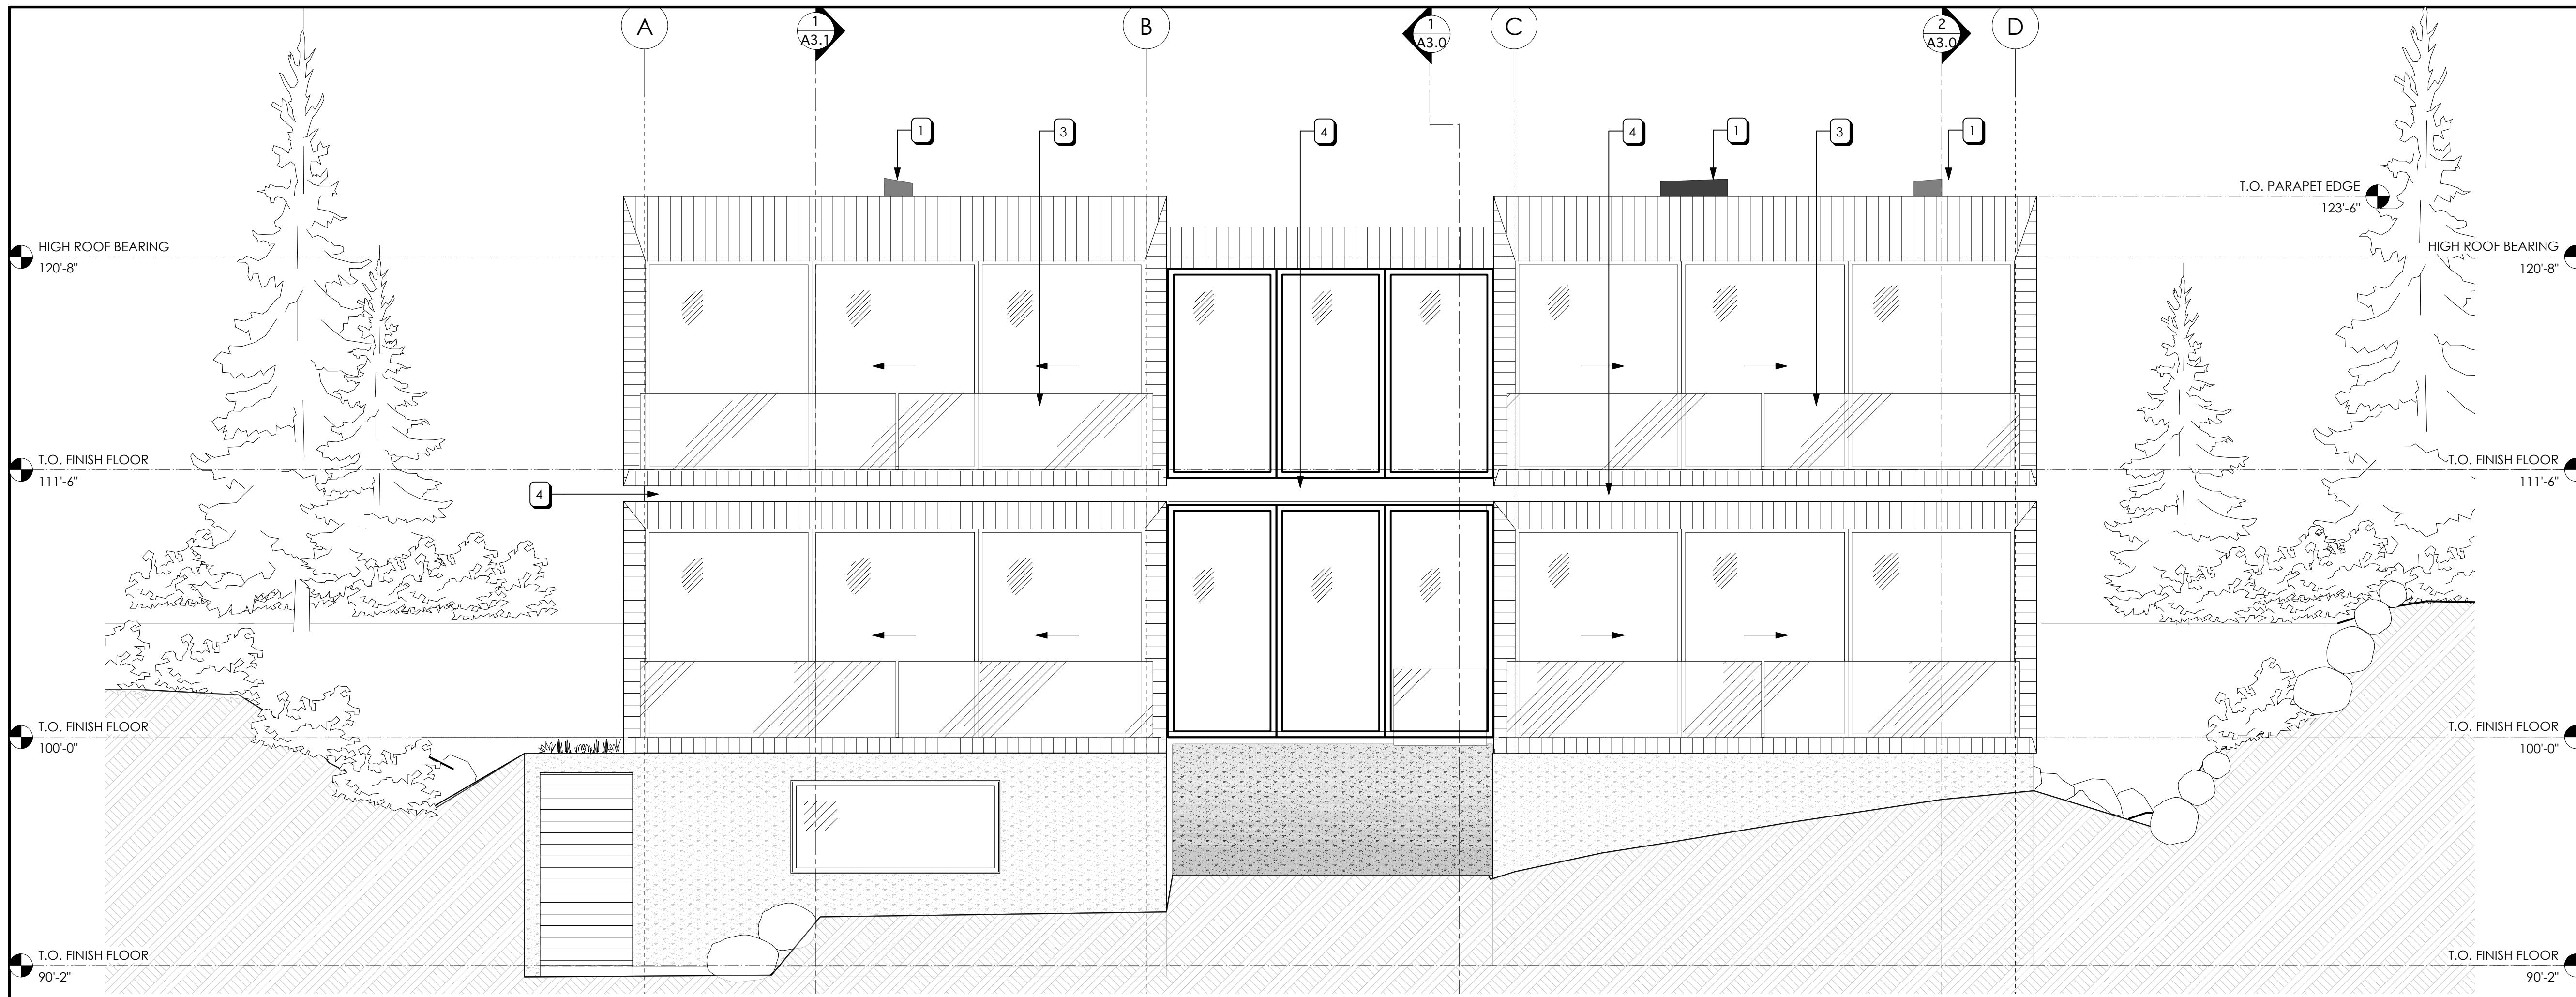 A
1
A3.1
B
1
A3.0
C
2
A3.0
D
1
3
4
4
1
3
1
T.O. PARAPET EDGE
123'-6"
HIGH ROOF BEARING
120'-8"
HIGH ROOF BEARING
120'-8"
T.O. FINISH FLOOR
111'-6"
T.O. FINISH FLOOR
111'-6"
4
T.O. FINISH FLOOR
100'-0"
T.O. FINISH FLOOR
100'-0"
T.O. FINISH FLOOR
90'-2"
T.O. FINISH FLOOR
90'-2"